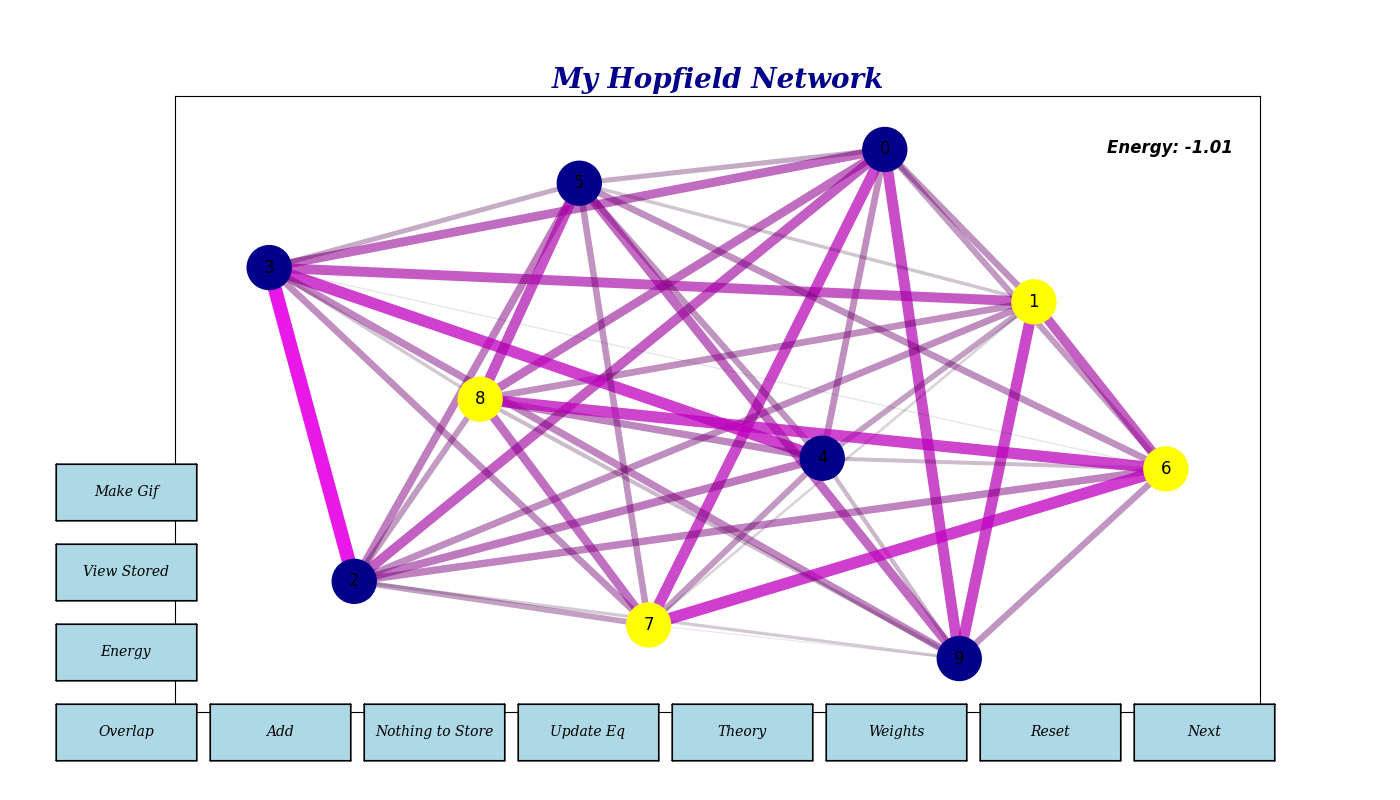 My Hopfield Network
Energy: -1.01
0
5
3
1
8
4
6
2
7
9
Make Gif
View Stored
Energy
Overlap
Add
Nothing to Store
Update Eq
Theory
Weights
Reset
Next